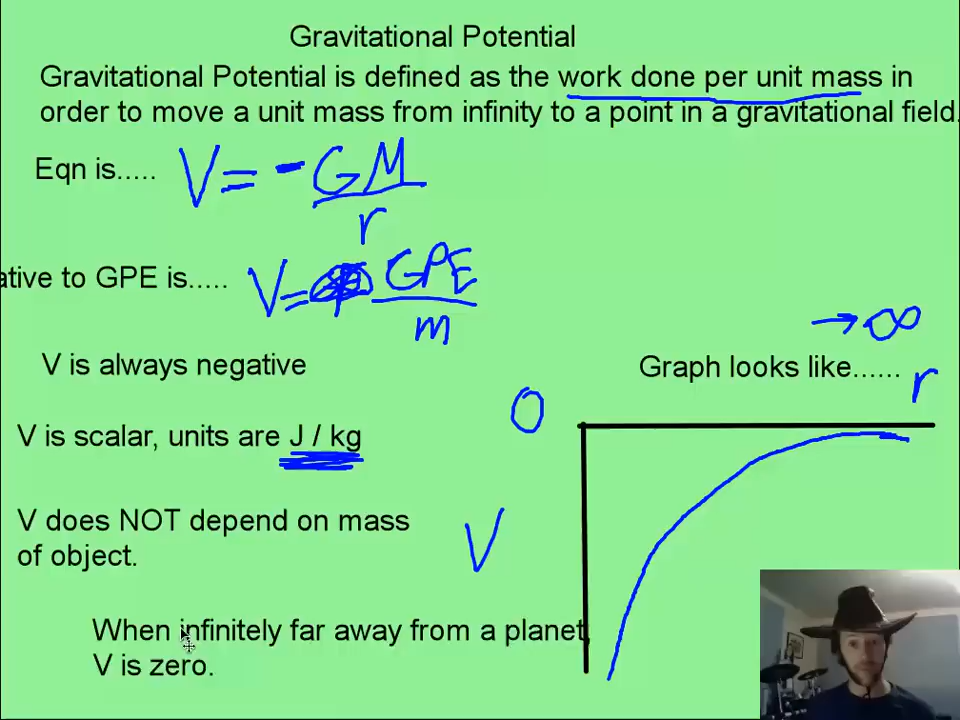 Gravitational Potential
Gravitational Potential is defined as the work done per unit mass in
order to move a unit mass from infinity to a point in a gravitational field.
Eqn is..... V = - GM
r
ative to GPE is..... V = GPE
m
→ ∞
V is always negative
Graph looks like......
r
0
V is scalar, units are J / kg
V does NOT depend on mass
of object.
V
When infinitely far away from a planet,
V is zero.